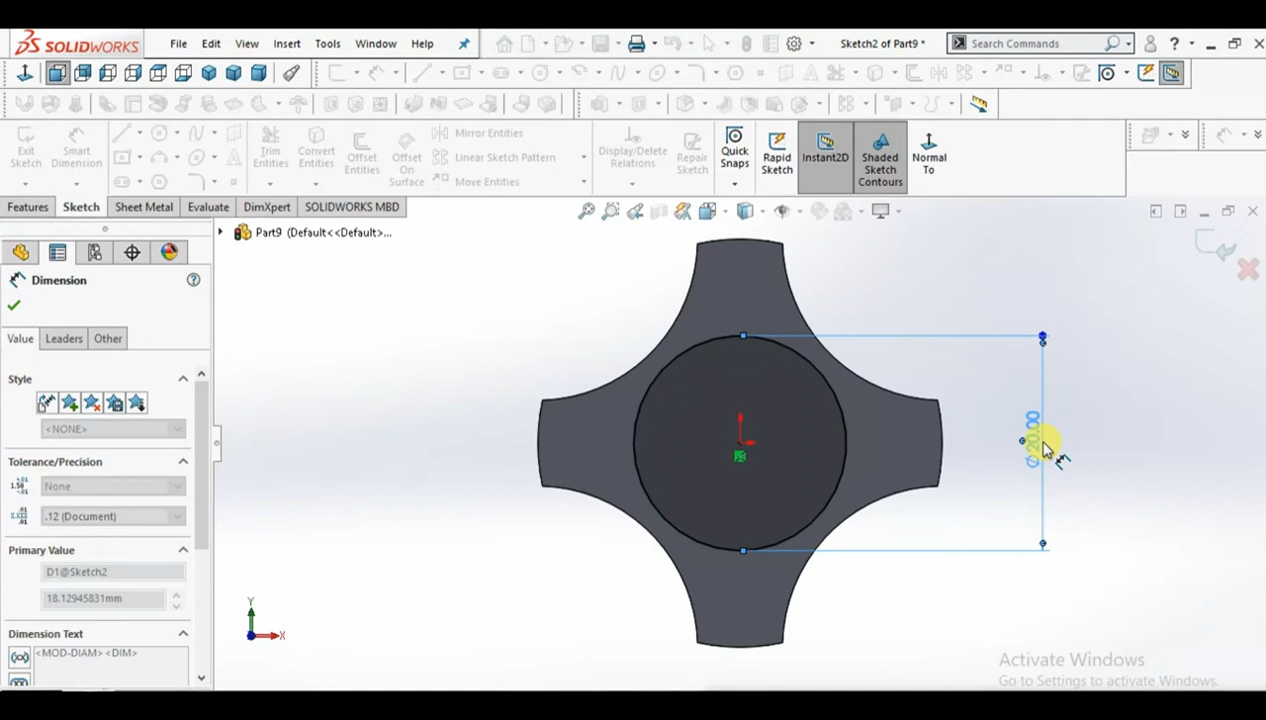 SOLIDWORKS
File Edit View Insert Tools Window Help
Sketch2 of Part9 *
Search Commands
Exit Sketch
Smart Dimension
Trim Entities
Convert Entities
Offset Entities
Offset On Surface
Mirror Entities
Linear Sketch Pattern
Move Entities
Display/Delete Relations
Repair Sketch
Quick Snaps
Rapid Sketch
Instant2D
Shaded Sketch Contours
Normal To
Features Sketch Sheet Metal Evaluate DimXpert SOLIDWORKS MBD
Part9 (Default<<Default>...
Dimension
Value Leaders Other
Style
<NONE>
Tolerance/Precision
None
.12 (Document)
Primary Value
D1@Sketch2
18.12945831mm
Dimension Text
<MOD-DIAM> <DIM>
∅20.00
Y
X
Activate Windows
Go to Settings to activate Windows.